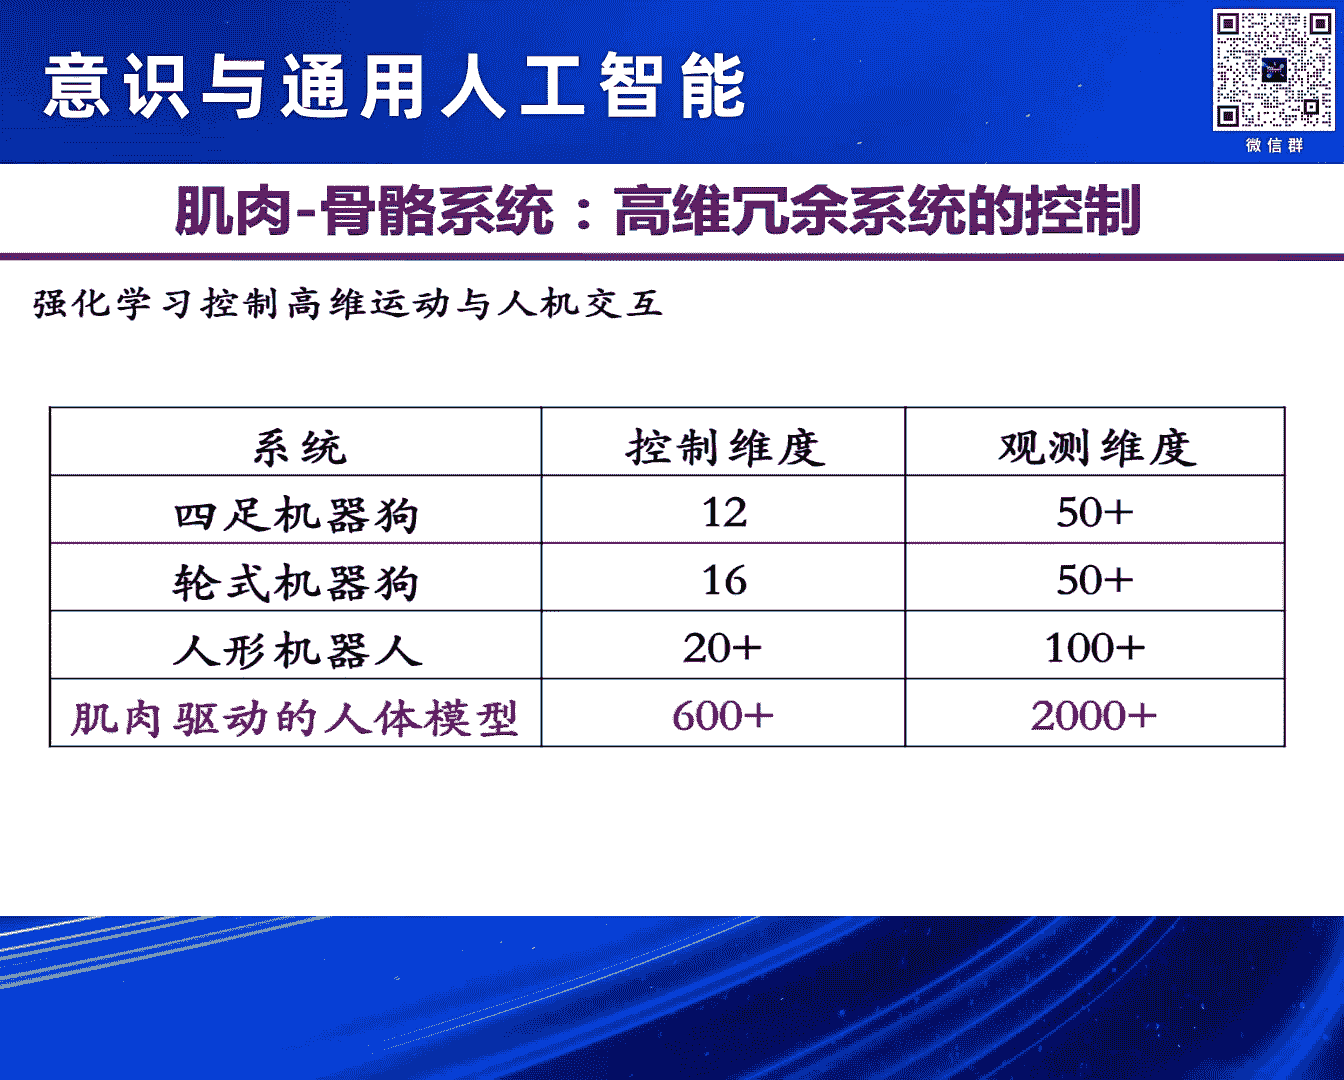 意识与通用人工智能
微信群
肌肉-骨骼系统：高维冗余系统的控制
强化学习控制高维运动与人机交互
系统 控制维度 观测维度
四足机器狗 12 50+
轮式机器狗 16 50+
人形机器人 20+ 100+
肌肉驱动的人体模型 600+ 2000+